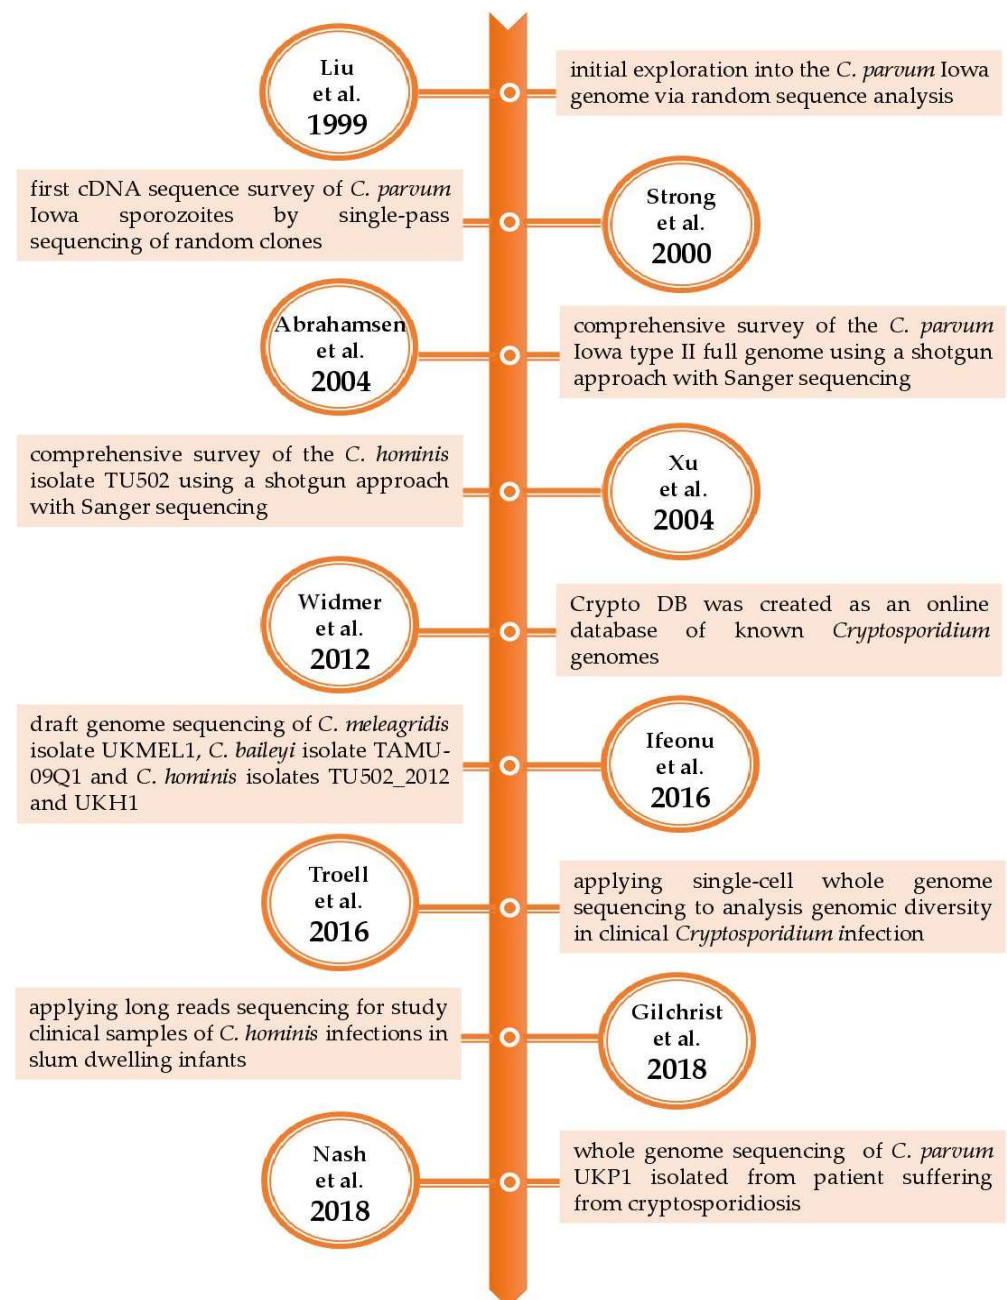 Liu
et al.
1999
initial exploration into the C. parvum Iowa
genome via random sequence analysis
first cDNA sequence survey of C. parvum
Iowa sporozoites by single-pass
sequencing of random clones
Strong
et al.
2000
Abrahamsen
et al.
2004
comprehensive survey of the C. parvum
Iowa type II full genome using a shotgun
approach with Sanger sequencing
comprehensive survey of the C. hominis
isolate TU502 using a shotgun approach
with Sanger sequencing
Xu
et al.
2004
Widmer
et al.
2012
Crypto DB was created as an online
database of known Cryptosporidium
genomes
draft genome sequencing of C. meleagridis
isolate UKMEL1, C. baileyi isolate TAMU-
09Q1 and C. hominis isolates TU502_2012
and UKH1
Ifeonu
et al.
2016
Troell
et al.
2016
applying single-cell whole genome
sequencing to analysis genomic diversity
in clinical Cryptosporidium infection
applying long reads sequencing for study
clinical samples of C. hominis infections in
slum dwelling infants
Gilchrist
et al.
2018
Nash
et al.
2018
whole genome sequencing of C. parvum
UKP1 isolated from patient suffering
from cryptosporidiosis